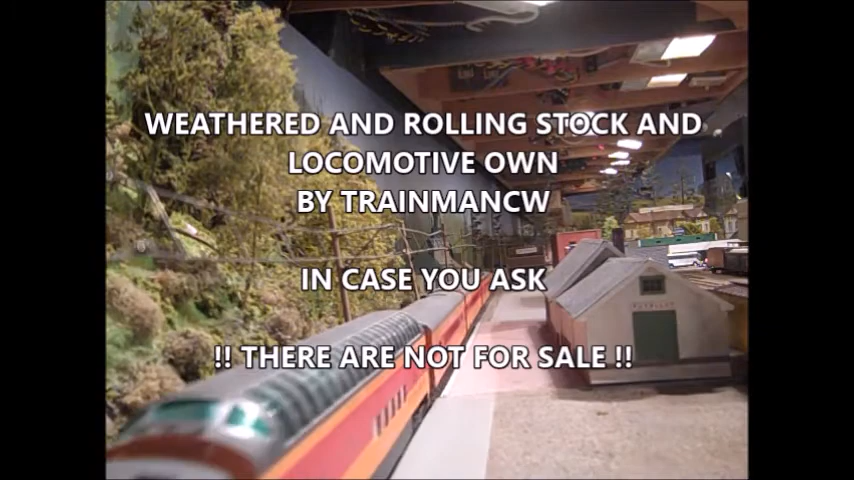 WEATHERED AND ROLLING STOCK AND
LOCOMOTIVE OWN
BY TRAINMANCW
IN CASE YOU ASK
!! THERE ARE NOT FOR SALE !!